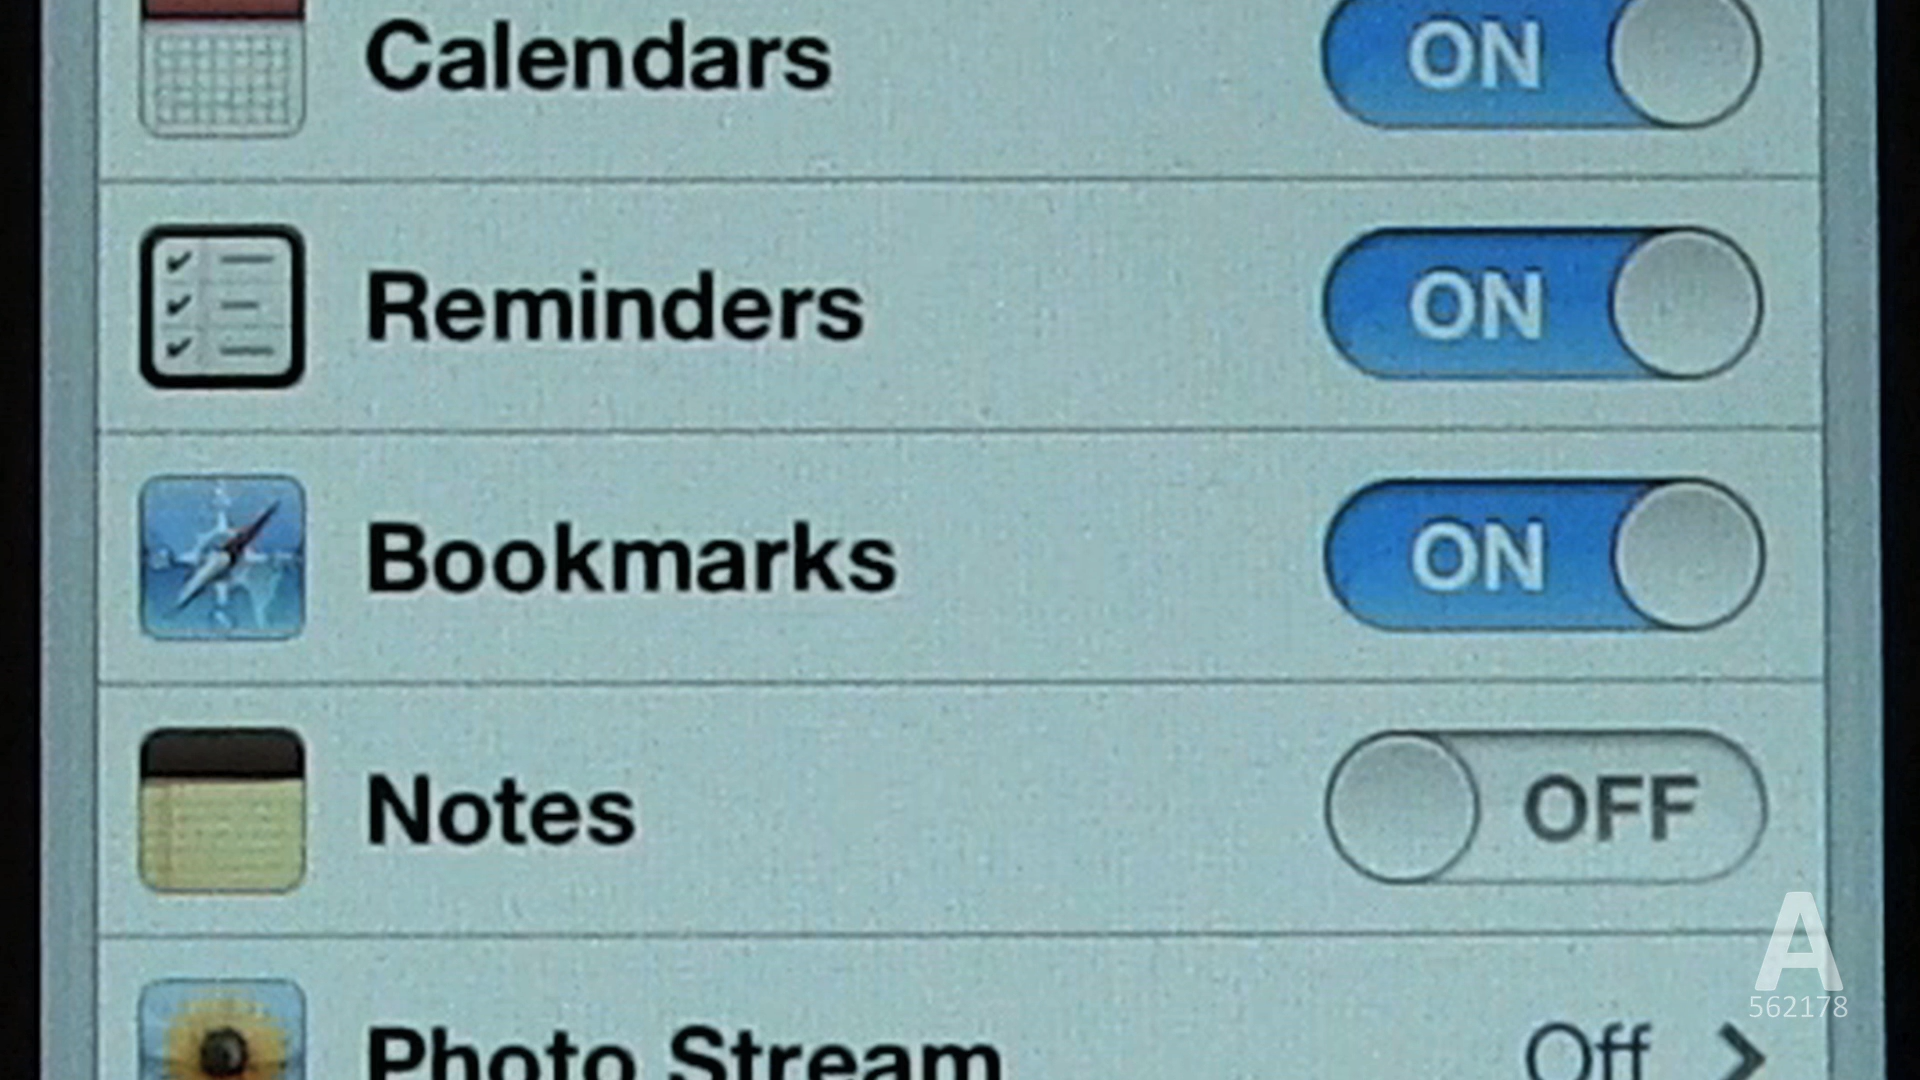 Calendars ON
Reminders ON
Bookmarks ON
Notes OFF
Photo Stream Off
A
562178